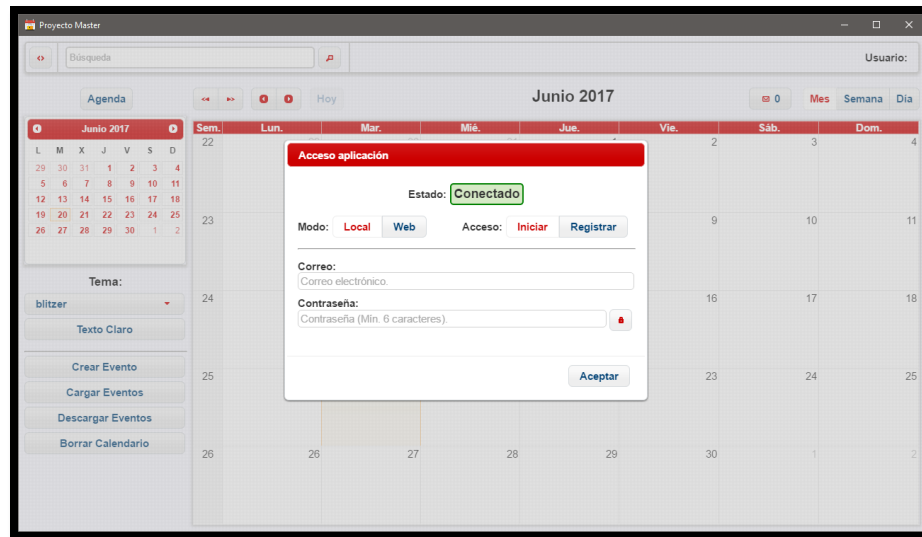 Proyecto Master
Búsqueda
Usuario:
Agenda
Hoy
Junio 2017
0
Mes Semana Día
Junio 2017
L M X J V S D
29 30 31 1 2 3 4
5 6 7 8 9 10 11
12 13 14 15 16 17 18
19 20 21 22 23 24 25
26 27 28 29 30 1 2
Tema:
blitzer
Texto Claro
Crear Evento
Cargar Eventos
Descargar Eventos
Borrar Calendario
Sem. Lun. Mar. Mié. Jue. Vie. Sáb. Dom.
22 2 3 4
23 9 10 11
24 16 17 18
25 23 24 25
26 26 27 28 29 30 1 2
Acceso aplicación
Estado: Conectado
Modo: Local Web Acceso: Iniciar Registrar
Correo:
Correo electrónico.
Contraseña:
Contraseña (Mín. 6 caracteres).
Aceptar